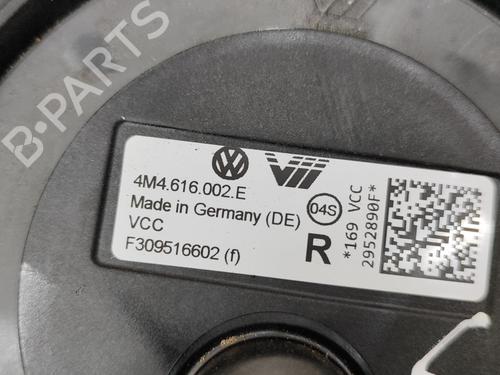 B-PARTS
4M4.616.002.E
Made in Germany (DE)
VCC
F309516602 (f)
04S
R
*169 VCC
2952890F*